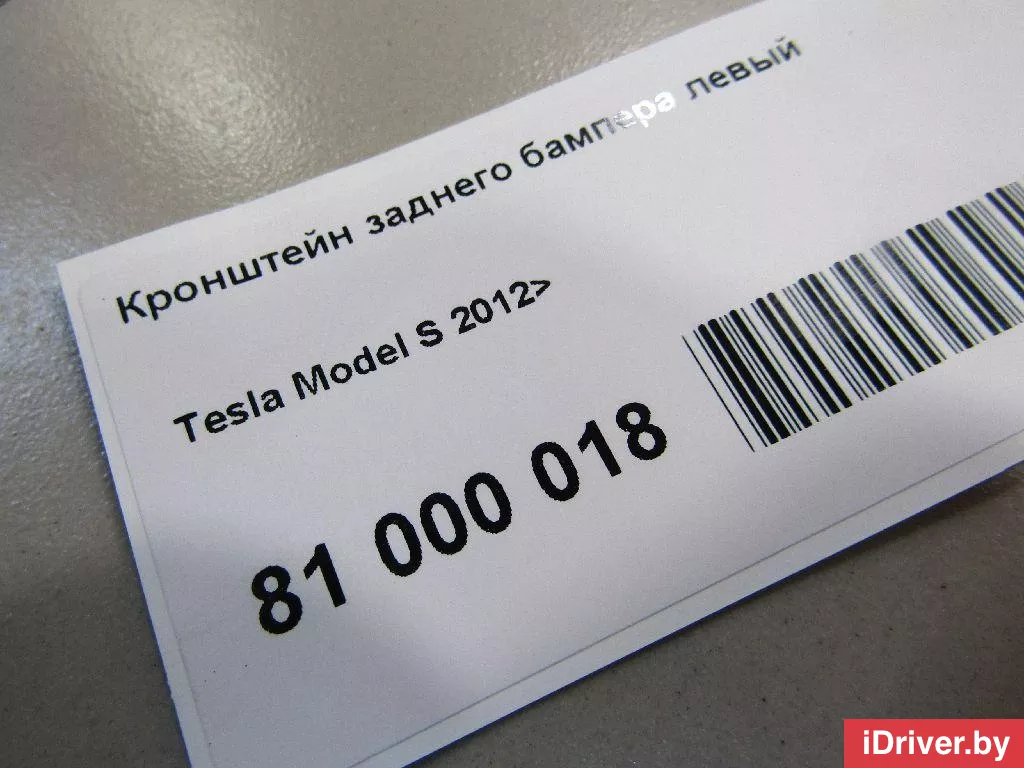 Кронштейн заднего бампера левый
Tesla Model S 2012>
81 000 018
iDriver.by